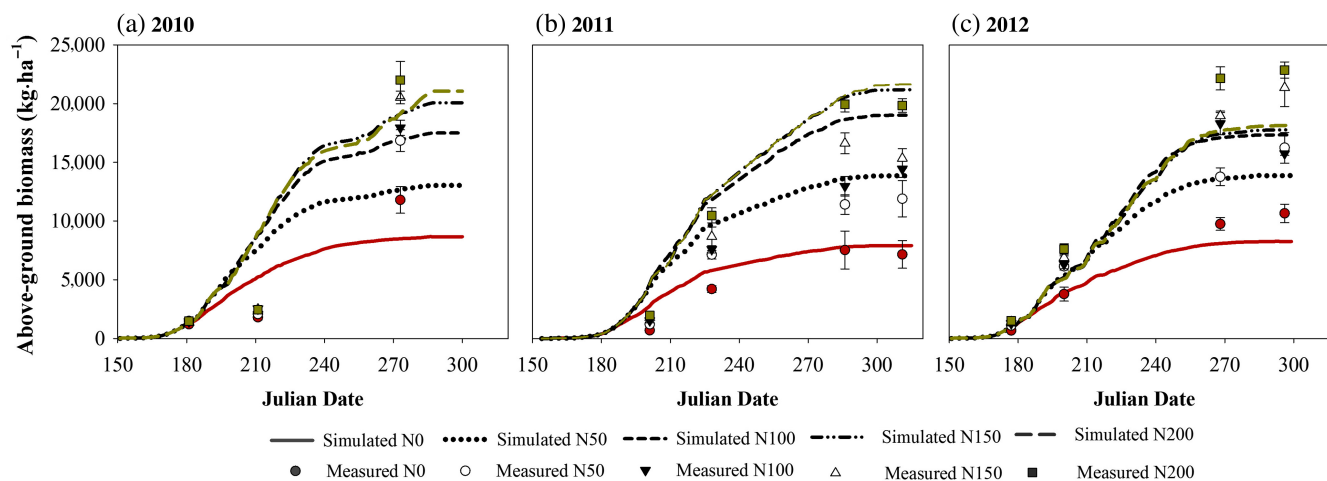 (a) 2010
(b) 2011
(c) 2012
Above-ground biomass (kg·ha⁻¹)
25,000
20,000
15,000
10,000
5,000
0
150 180 210 240 270 300
150 180 210 240 270 300
150 180 210 240 270 300
Julian Date
Julian Date
Julian Date
Simulated N0 Simulated N50 Simulated N100 Simulated N150 Simulated N200
Measured N0 Measured N50 Measured N100 Measured N150 Measured N200